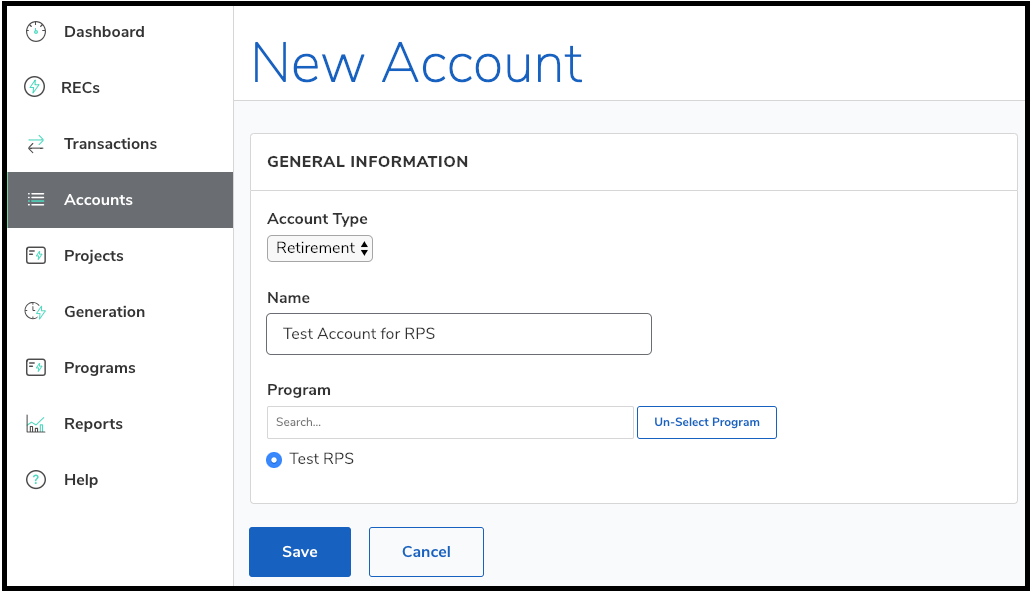 Dashboard
RECs
Transactions
Accounts
Projects
Generation
Programs
Reports
? Help
New Account
GENERAL INFORMATION
Account Type
Retirement
Name
Test Account for RPS
Program
Search...
Un-Select Program
Test RPS
Save
Cancel